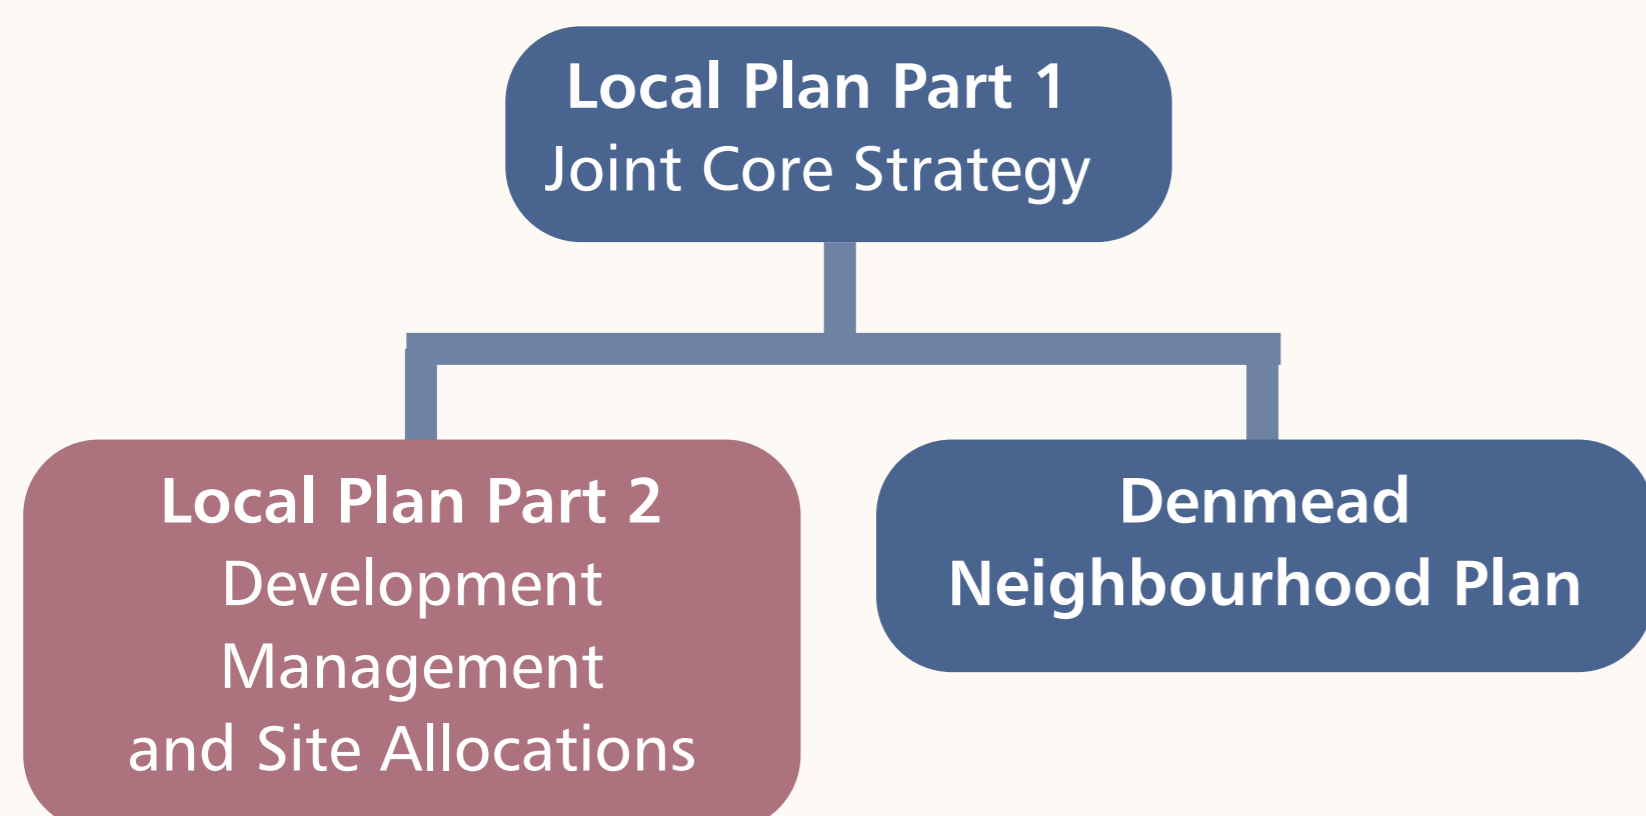 Local Plan Part 1
Joint Core Strategy
Local Plan Part 2
Development
Management
and Site Allocations
Denmead
Neighbourhood Plan